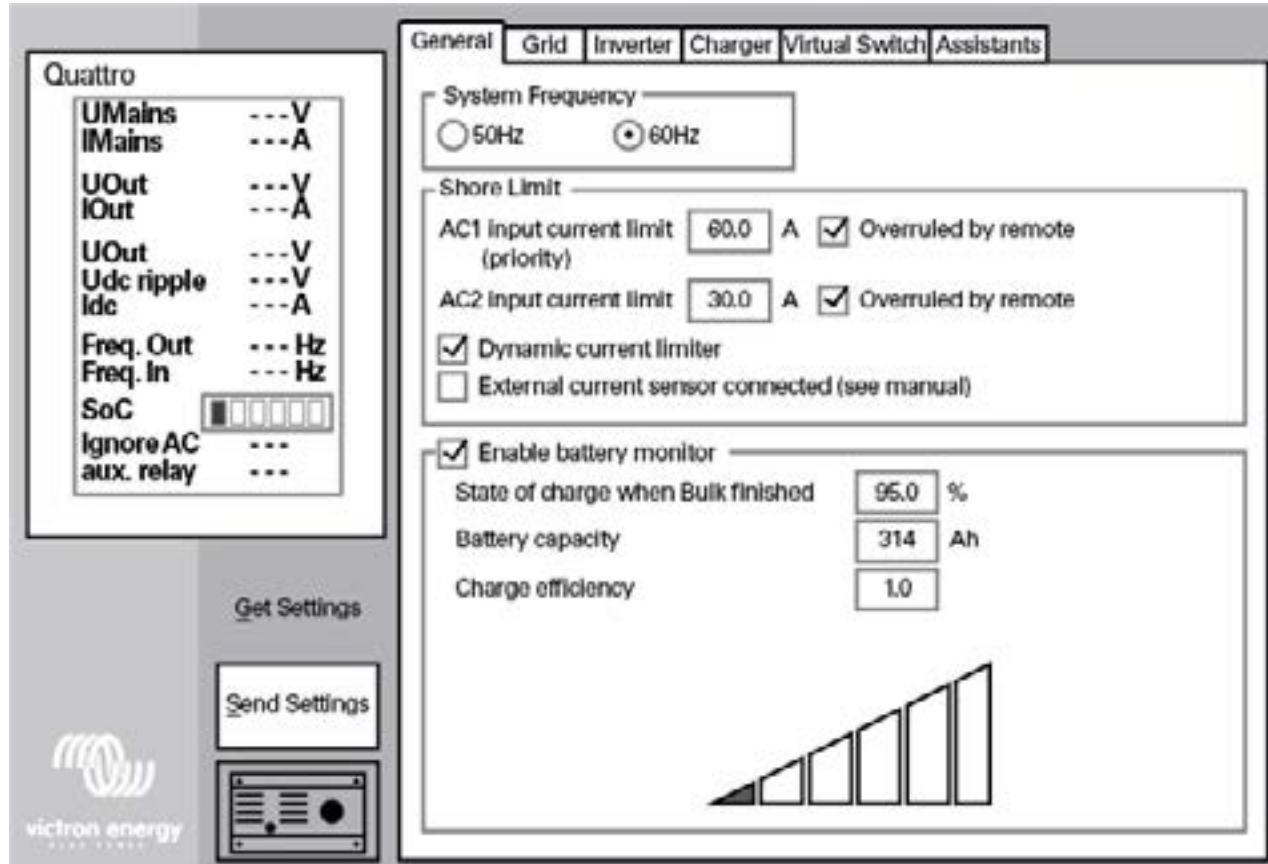 Quattro
UMains ---V
IMains ---A
UOut ---V
IOut ---A
UOut ---V
Udc ripple ---V
Idc ---A
Freq. Out --- Hz
Freq. In --- Hz
SoC
Ignore AC ---
aux. relay ---
Get Settings
Send Settings
victron energy
General Grid Inverter Charger Virtual Switch Assistants
System Frequency
50Hz 60Hz
Shore Limit
AC1 input current limit 60.0 A Overruled by remote
(priority)
AC2 input current limit 30.0 A Overruled by remote
Dynamic current limiter
External current sensor connected (see manual)
Enable battery monitor
State of charge when Bulk finished 95.0 %
Battery capacity 314 Ah
Charge efficiency 1.0